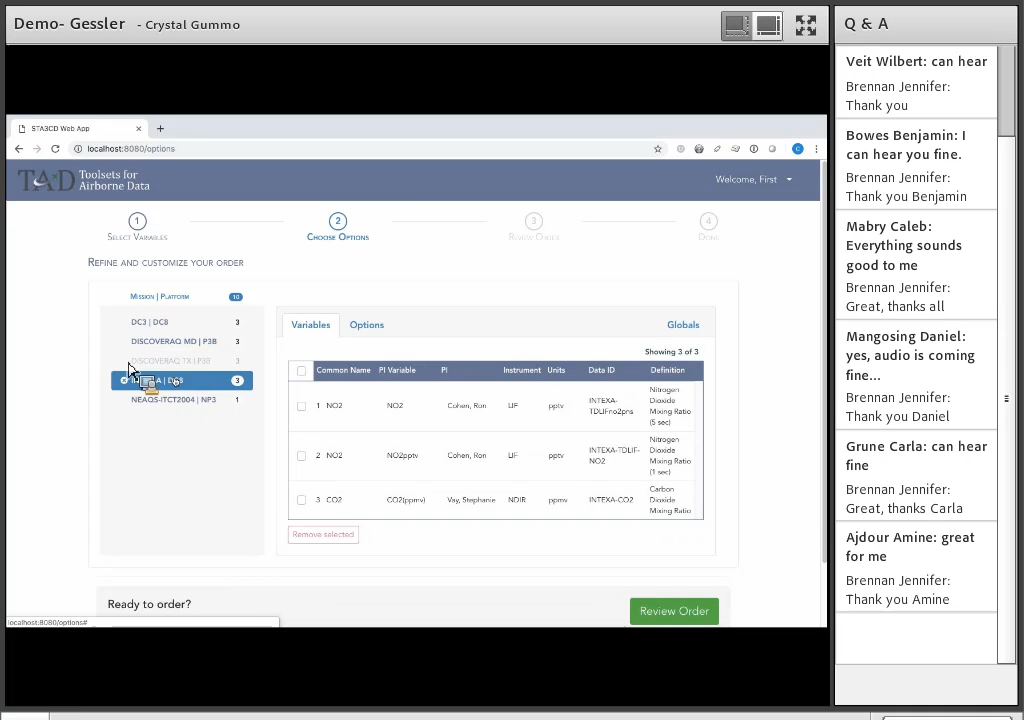 Demo- Gessler - Crystal Gummo
Q & A
STA3CD Web App
localhost:8080/options
TAD
Toolsets for
Airborne Data
Welcome, First
1 2 3 4
Select Variables Choose Options Review Order Done
Refine and customize your order
Mission | Platform 10
DC3 | DC8 3
DISCOVERAQ MD | P3B 3
DISCOVERAQ TX | P3B 3
DC8 3
NEAQS-ITCT2004 | NP3 1
Variables Options Globals
Showing 3 of 3
Common Name PI Variable PI Instrument Units Data ID Definition
1 NO2 NO2 Cohen, Ron LIF pptv INTEXA-
TDLIFno2pns
Nitrogen
Dioxide
Mixing Ratio
(5 sec)
2 NO2 NO2pptv Cohen, Ron LIF pptv INTEXA-TDLIF-
NO2
Nitrogen
Dioxide
Mixing Ratio
(1 sec)
3 CO2 CO2(ppmv) Vay, Stephanie NDIR ppmv INTEXA-CO2
Carbon
Dioxide
Mixing Ratio
Remove selected
Ready to order?
Review Order
localhost:8080/options#
Veit Wilbert: can hear
Brennan Jennifer:
Thank you
Bowes Benjamin: I
can hear you fine.
Brennan Jennifer:
Thank you Benjamin
Mabry Caleb:
Everything sounds
good to me
Brennan Jennifer:
Great, thanks all
Mangosing Daniel:
yes, audio is coming
fine...
Brennan Jennifer:
Thank you Daniel
Grune Carla: can hear
fine
Brennan Jennifer:
Great, thanks Carla
Ajdour Amine: great
for me
Brennan Jennifer:
Thank you Amine